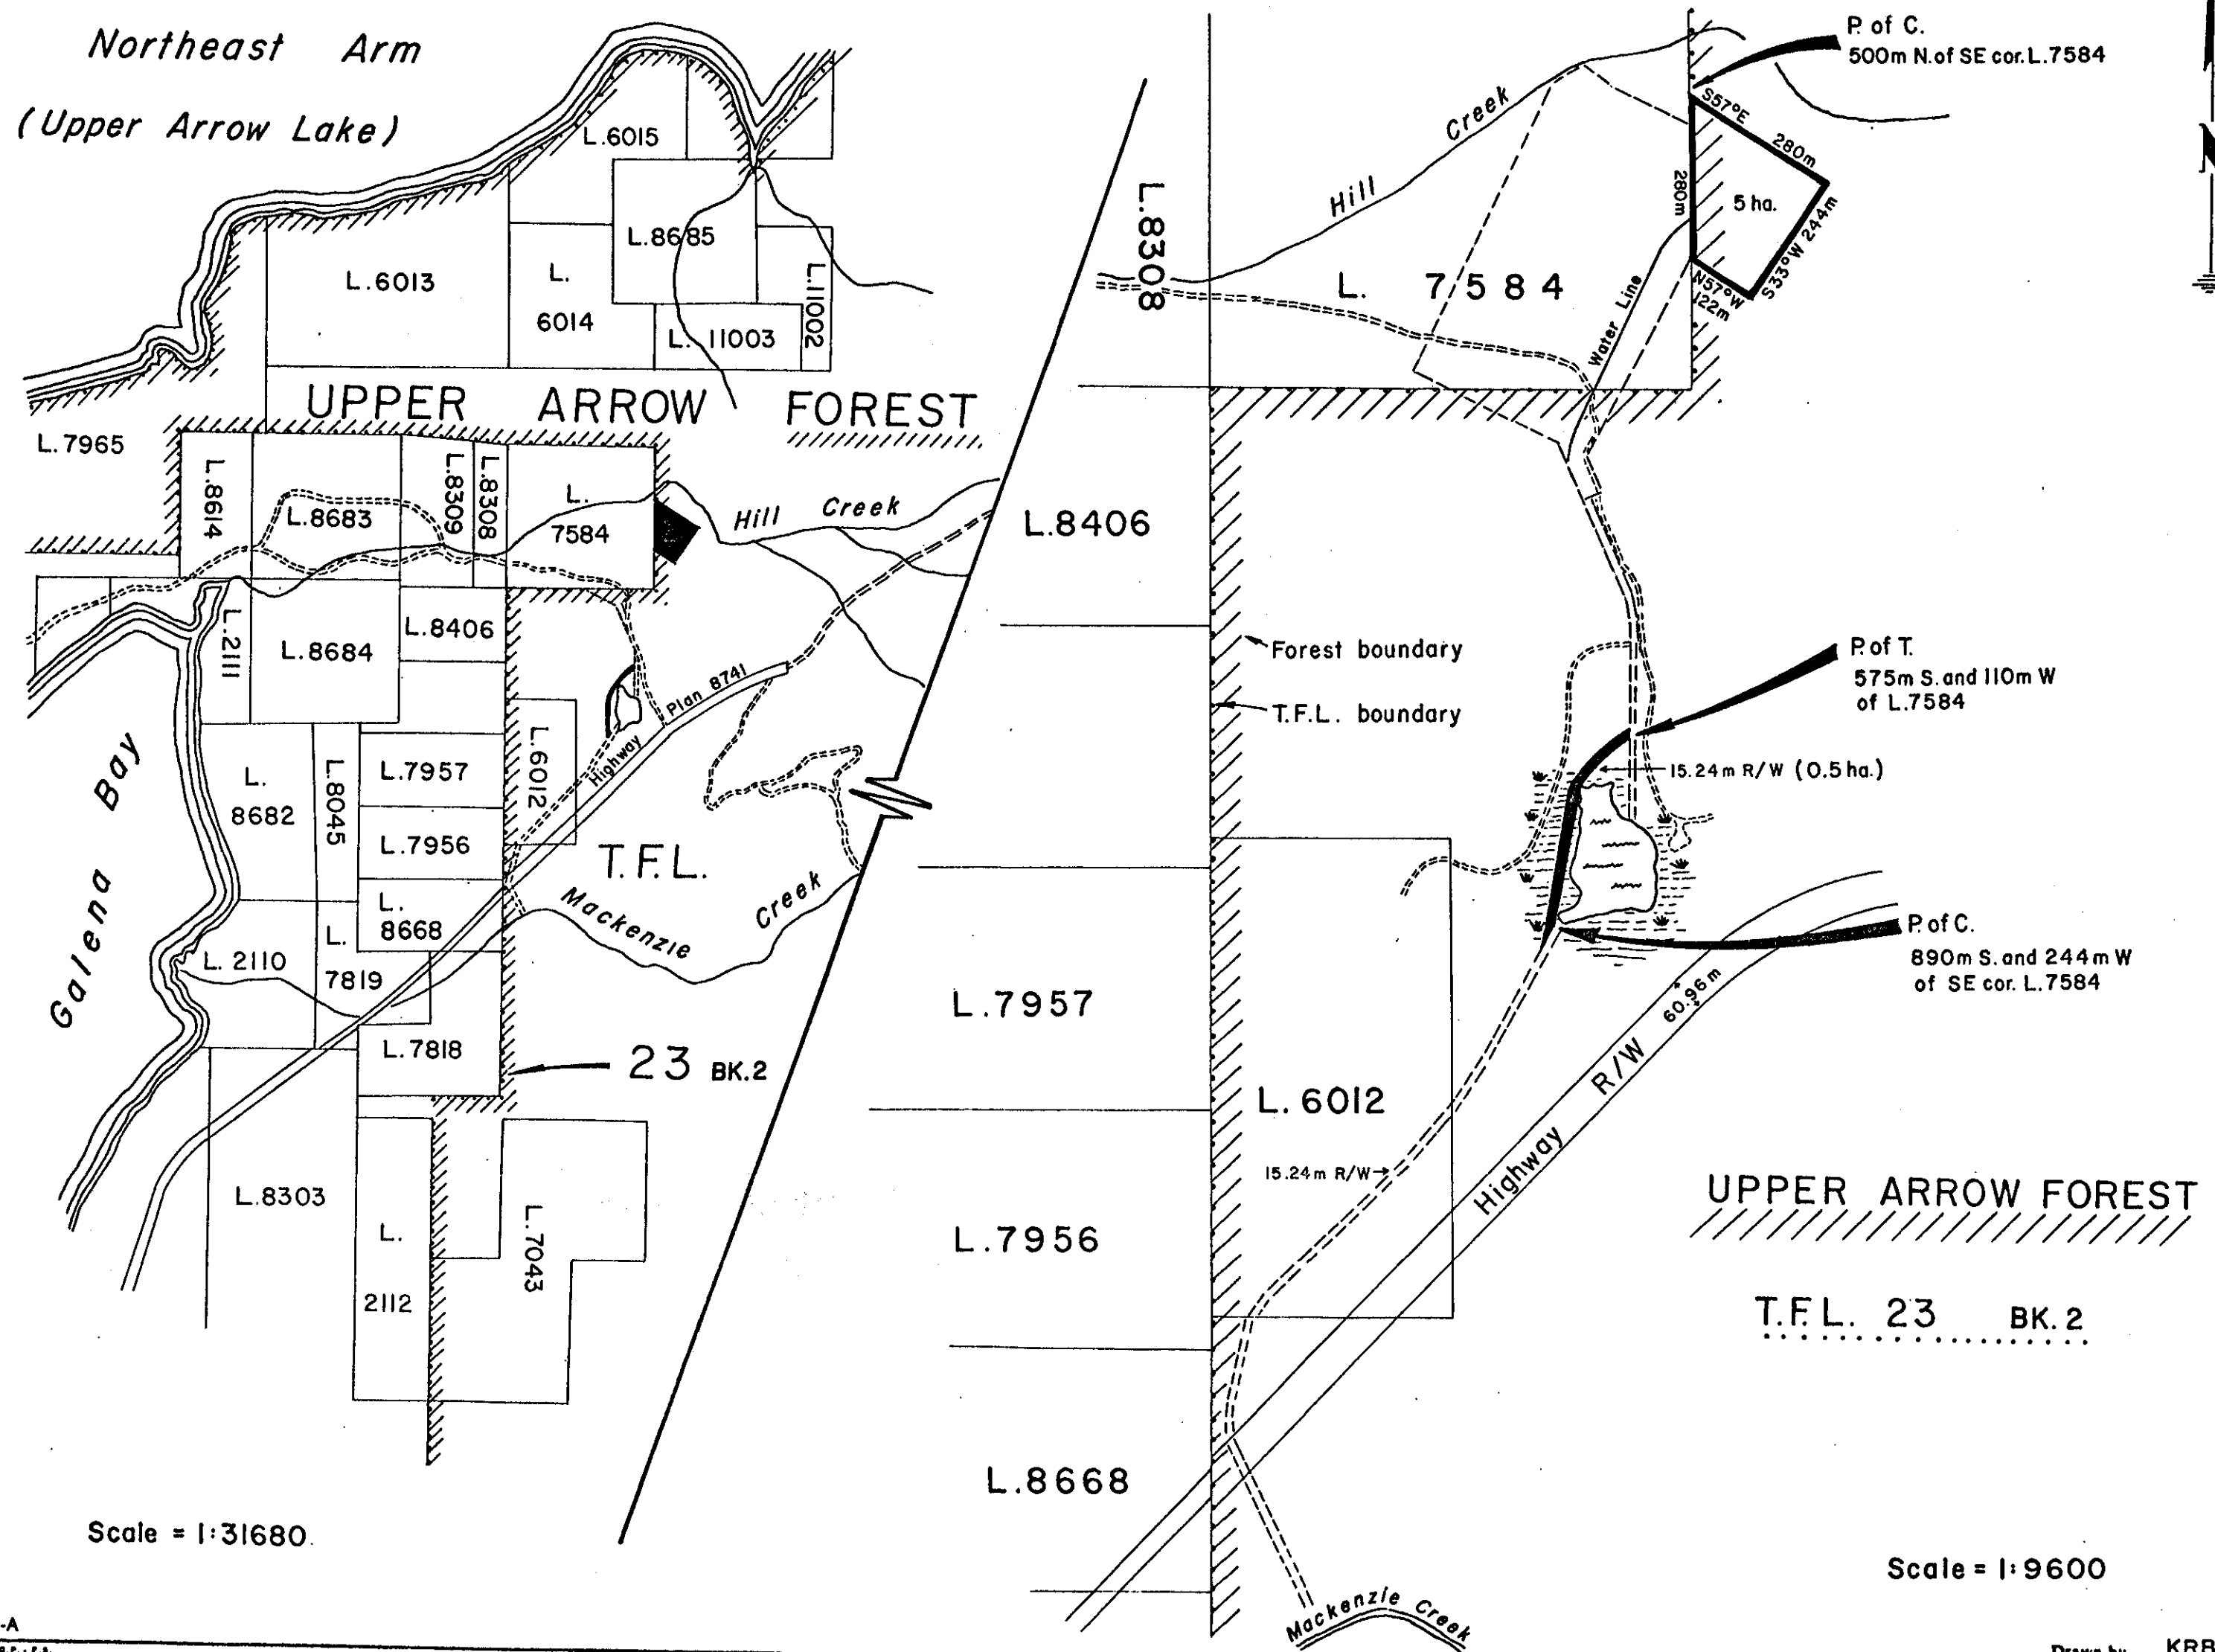 Northeast Arm
(Upper Arrow Lake)
L.6015
L.8685
L.6013
L.
6014
L. 11003
L.11002
UPPER ARROW FOREST
L.7965
L.8614
L.8683
L.8309
L.8308
L.
7584
Hill Creek
L.2111
L.8684
L.8406
Plan 8741
Highway
L.6012
L.
8682
L.8045
L.7957
L.7956
L.
8668
T.F.L.
Mackenzie Creek
Galena Bay
L. 2110
L.
7819
L.7818
23 BK.2
L.8303
L.
2112
L.7043
Scale = 1:31680.
-A
P. of C.
500m N. of SE cor. L.7584
S57°E
280m
280m
5 ha.
S33°W 244m
N57°W
122m
Hill Creek
L.8308
L. 7584
Water Line
L.8406
Forest boundary
T.F.L. boundary
P. of T.
575m S. and 110m W
of L.7584
15.24m R/W (0.5 ha.)
P. of C.
890m S. and 244m W
of SE cor. L.7584
60.96m
L.7957
L. 6012
Highway R/W
15.24m R/W
L.7956
UPPER ARROW FOREST
T.F.L. 23 BK. 2
L.8668
Scale = 1:9600
Mackenzie Creek
Drawn by KRB